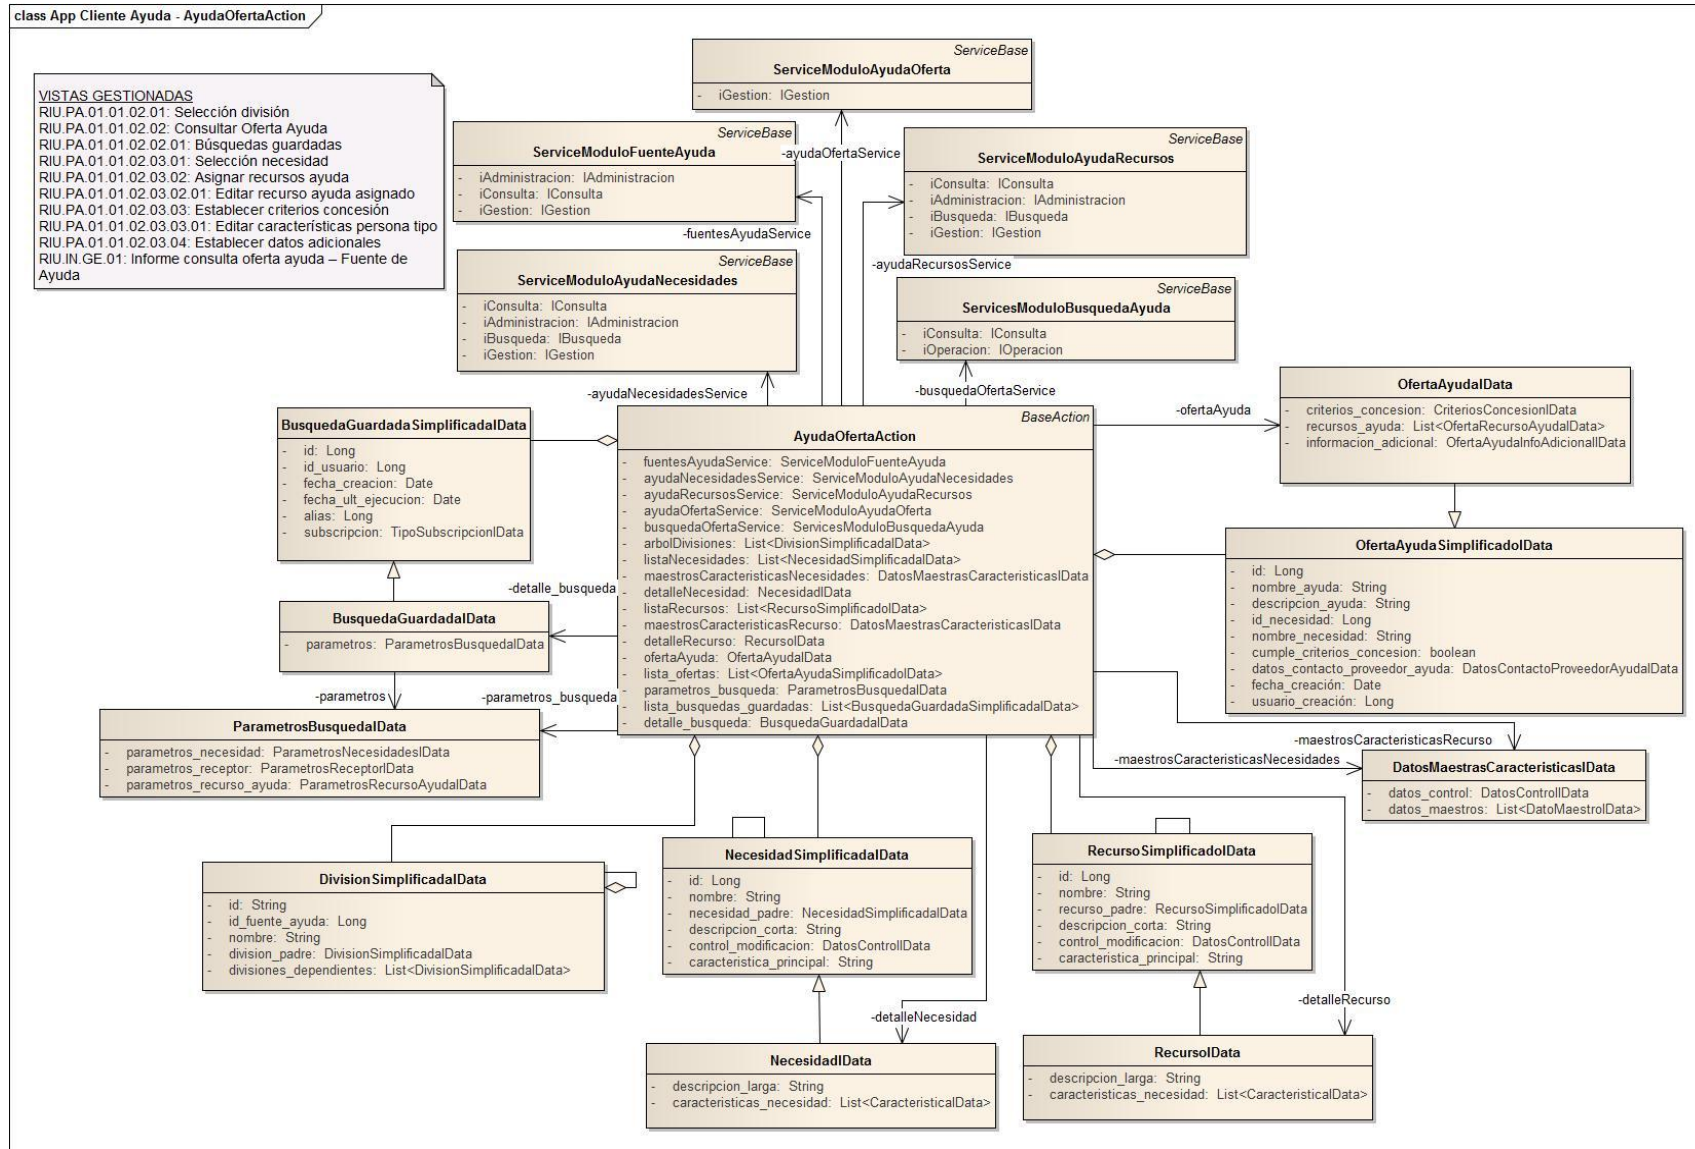 class App Cliente Ayuda - AyudaOfertaAction
VISTAS GESTIONADAS
RIU.PA.01.01.02.01: Selección división
RIU.PA.01.01.02.02: Consultar Oferta Ayuda
RIU.PA.01.01.02.02.01: Búsquedas guardadas
RIU.PA.01.01.02.03.01: Selección necesidad
RIU.PA.01.01.02.03.02: Asignar recursos ayuda
RIU.PA.01.01.02.03.02.01: Editar recurso ayuda asignado
RIU.PA.01.01.02.03.03: Establecer criterios concesión
RIU.PA.01.01.02.03.03.01: Editar características persona tipo
RIU.PA.01.01.02.03.04: Establecer datos adicionales
RIU.IN.GE.01: Informe consulta oferta ayuda – Fuente de
Ayuda
ServiceBase
ServiceModuloAyudaOferta
- iGestion: IGestion
ServiceBase
ServiceModuloFuenteAyuda
- iAdministracion: IAdministracion
- iConsulta: IConsulta
- iGestion: IGestion
-ayudaOfertaService
ServiceBase
ServiceModuloAyudaRecursos
- iConsulta: IConsulta
- iAdministracion: IAdministracion
- iBusqueda: IBusqueda
- iGestion: IGestion
-fuentesAyudaService
-ayudaRecursosService
ServiceBase
ServiceModuloAyudaNecesidades
- iConsulta: IConsulta
- iAdministracion: IAdministracion
- iBusqueda: IBusqueda
- iGestion: IGestion
ServiceBase
ServicesModuloBusquedaAyuda
- iConsulta: IConsulta
- iOperacion: IOperacion
-ayudaNecesidadesService
-busquedaOfertaService
-ofertaAyuda
OfertaAyudaIData
- criterios_concesion: CriteriosConcesionIData
- recursos_ayuda: List<OfertaRecursoAyudaIData>
- informacion_adicional: OfertaAyudaInfoAdicionalIData
BusquedaGuardadaSimplificadaIData
- id: Long
- id_usuario: Long
- fecha_creacion: Date
- fecha_ult_ejecucion: Date
- alias: Long
- subscripcion: TipoSubscripcionIData
BaseAction
AyudaOfertaAction
- fuentesAyudaService: ServiceModuloFuenteAyuda
- ayudaNecesidadesService: ServiceModuloAyudaNecesidades
- ayudaRecursosService: ServiceModuloAyudaRecursos
- ayudaOfertaService: ServiceModuloAyudaOferta
- busquedaOfertaService: ServicesModuloBusquedaAyuda
- arbolDivisiones: List<DivisionSimplificadaIData>
- listaNecesidades: List<NecesidadSimplificadaIData>
- maestrosCaracteristicasNecesidades: DatosMaestrasCaracteristicasIData
- detalleNecesidad: NecesidadIData
- listaRecursos: List<RecursoSimplificadoIData>
- maestrosCaracteristicasRecurso: DatosMaestrasCaracteristicasIData
- detalleRecurso: RecursoIData
- ofertaAyuda: OfertaAyudaIData
- lista_ofertas: List<OfertaAyudaSimplificadoIData>
- parametros_busqueda: ParametrosBusquedaIData
- lista_busquedas_guardadas: List<BusquedaGuardadaSimplificadaIData>
- detalle_busqueda: BusquedaGuardadaIData
OfertaAyudaSimplificadoIData
- id: Long
- nombre_ayuda: String
- descripcion_ayuda: String
- id_necesidad: Long
- nombre_necesidad: String
- cumple_criterios_concesion: boolean
- datos_contacto_proveedor_ayuda: DatosContactoProveedorAyudaIData
- fecha_creación: Date
- usuario_creación: Long
-detalle_busqueda
BusquedaGuardadaIData
- parametros: ParametrosBusquedaIData
-parametros
-parametros_busqueda
ParametrosBusquedaIData
- parametros_necesidad: ParametrosNecesidadesIData
- parametros_receptor: ParametrosReceptorIData
- parametros_recurso_ayuda: ParametrosRecursoAyudaIData
-maestrosCaracteristicasRecurso
-maestrosCaracteristicasNecesidades
DatosMaestrasCaracteristicasIData
- datos_control: DatosControlIData
- datos_maestros: List<DatoMaestroIData>
DivisionSimplificadaIData
- id: String
- id_fuente_ayuda: Long
- nombre: String
- division_padre: DivisionSimplificadaIData
- divisiones_dependientes: List<DivisionSimplificadaIData>
NecesidadSimplificadaIData
- id: Long
- nombre: String
- necesidad_padre: NecesidadSimplificadaIData
- descripcion_corta: String
- control_modificacion: DatosControlIData
- caracteristica_principal: String
RecursoSimplificadoIData
- id: Long
- nombre: String
- recurso_padre: RecursoSimplificadoIData
- descripcion_corta: String
- control_modificacion: DatosControlIData
- caracteristica_principal: String
-detalleNecesidad
-detalleRecurso
NecesidadIData
- descripcion_larga: String
- caracteristicas_necesidad: List<CaracteristicaIData>
RecursoIData
- descripcion_larga: String
- caracteristicas_necesidad: List<CaracteristicaIData>